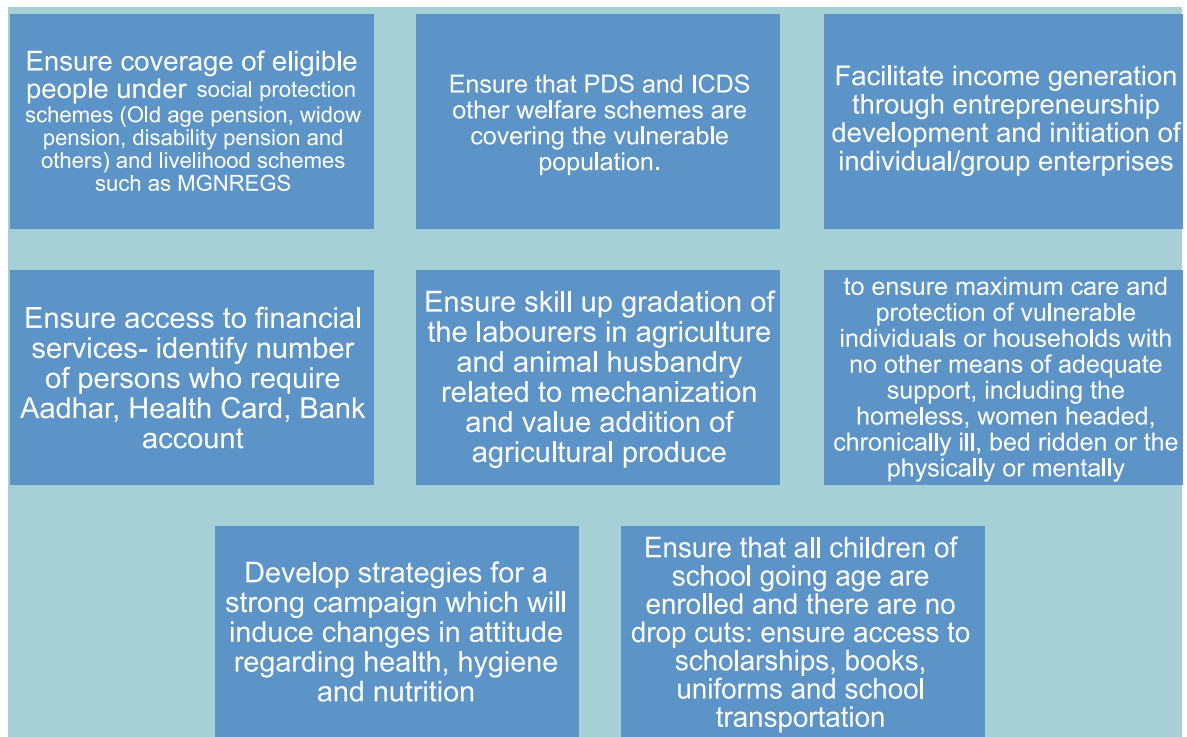 Ensure coverage of eligible
people under social protection
schemes (Old age pension, widow
pension, disability pension and
others) and livelihood schemes
such as MGNREGS
Ensure that PDS and ICDS
other welfare schemes are
covering the vulnerable
population.
Facilitate income generation
through entrepreneurship
development and initiation of
individual/group enterprises
Ensure access to financial
services- identify number
of persons who require
Aadhar, Health Card, Bank
account
Ensure skill up gradation of
the labourers in agriculture
and animal husbandry
related to mechanization
and value addition of
agricultural produce
to ensure maximum care and
protection of vulnerable
individuals or households with
no other means of adequate
support, including the
homeless, women headed,
chronically ill, bed ridden or the
physically or mentally
Develop strategies for a
strong campaign which will
induce changes in attitude
regarding health, hygiene
and nutrition
Ensure that all children of
school going age are
enrolled and there are no
drop cuts: ensure access to
scholarships, books,
uniforms and school
transportation